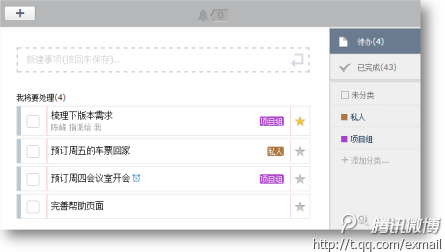 新建事项(按回车保存)..
我将要处理(4)
梳理下版本需求
陈峰 指派给 我
项目组
预订周五的车票回家
私人
预订周四会议室开会
项目组
完善帮助页面
待办(4)
已完成(43)
未分类
私人
项目组
+ 添加分类...
腾讯微博
http://t.qq.com/exmail